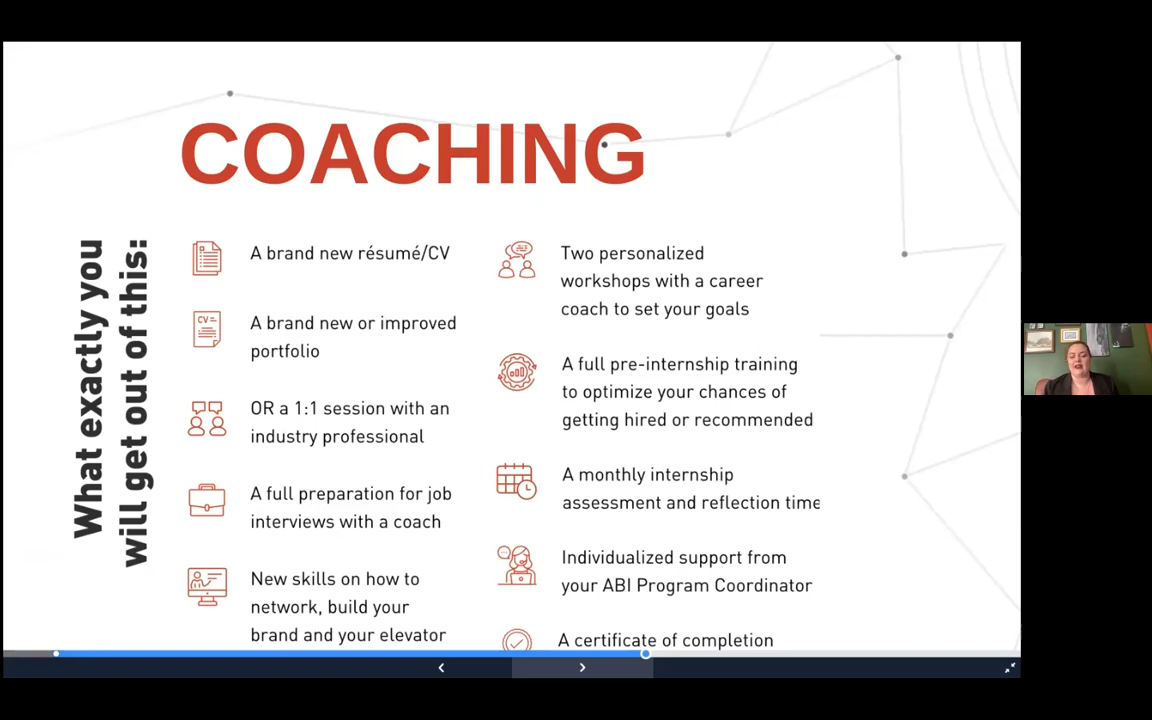 COACHING
What exactly you
will get out of this:
A brand new résumé/CV
CV
A brand new or improved
portfolio
OR a 1:1 session with an
industry professional
A full preparation for job
interviews with a coach
New skills on how to
network, build your
brand and your elevator
Two personalized
workshops with a career
coach to set your goals
A full pre-internship training
to optimize your chances of
getting hired or recommended
A monthly internship
assessment and reflection time
Individualized support from
your ABI Program Coordinator
A certificate of completion